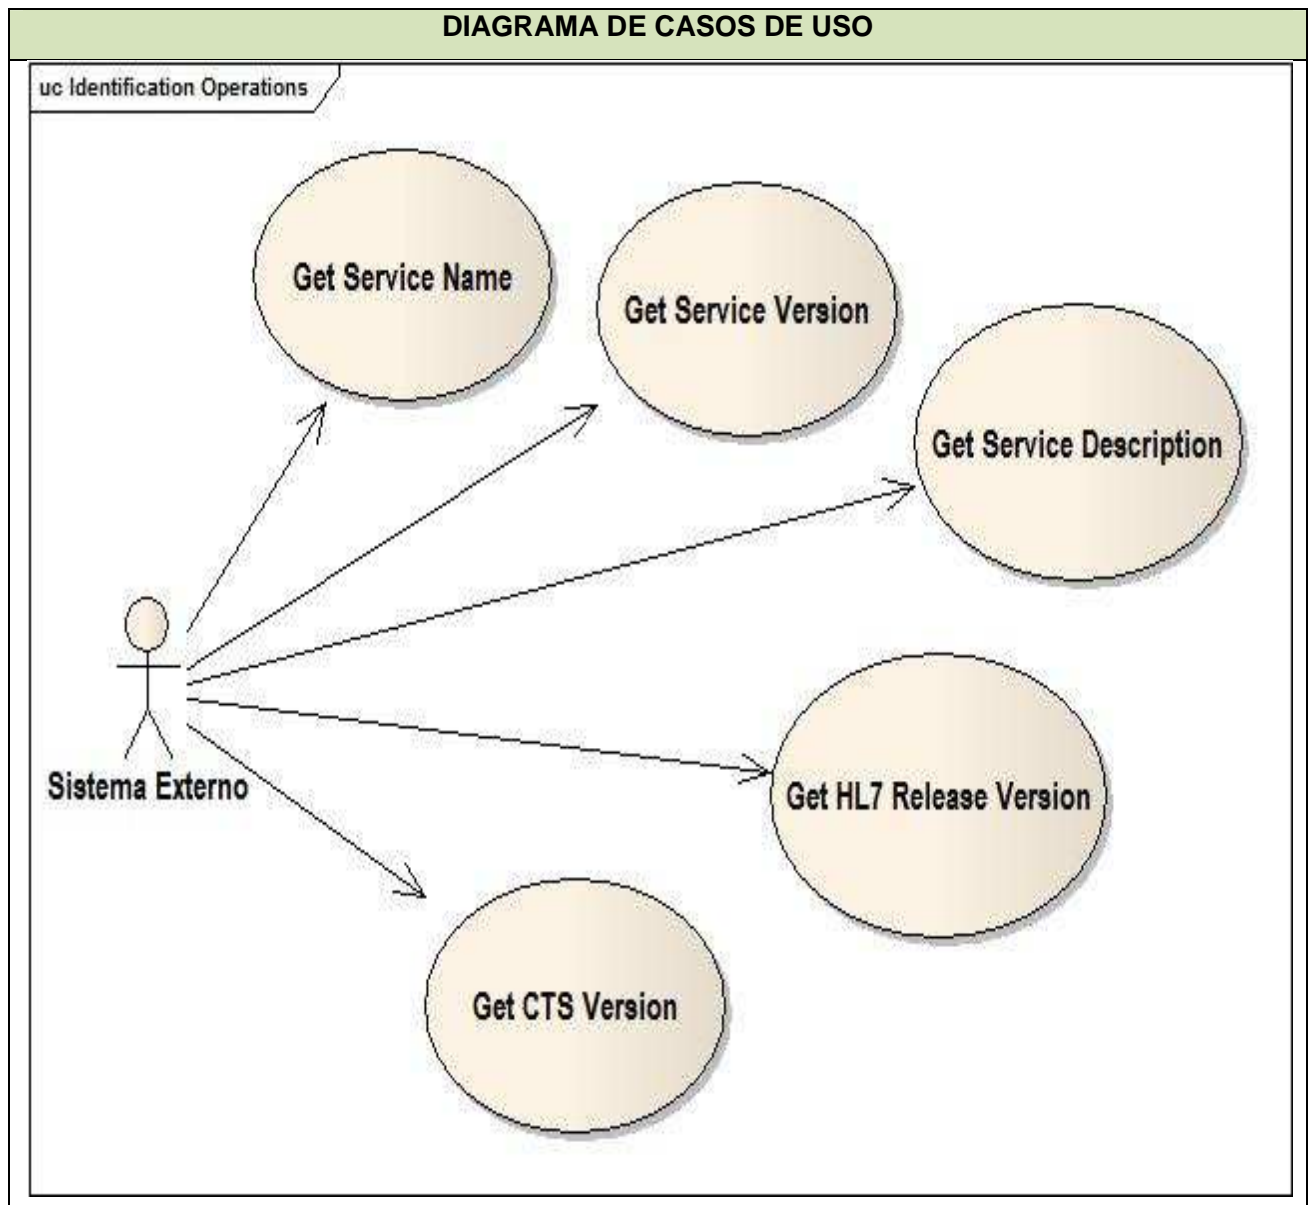 DIAGRAMA DE CASOS DE USO
uc Identification Operations
Get Service Name
Get Service Version
Get Service Description
Sistema Externo
Get HL7 Release Version
Get CTS Version